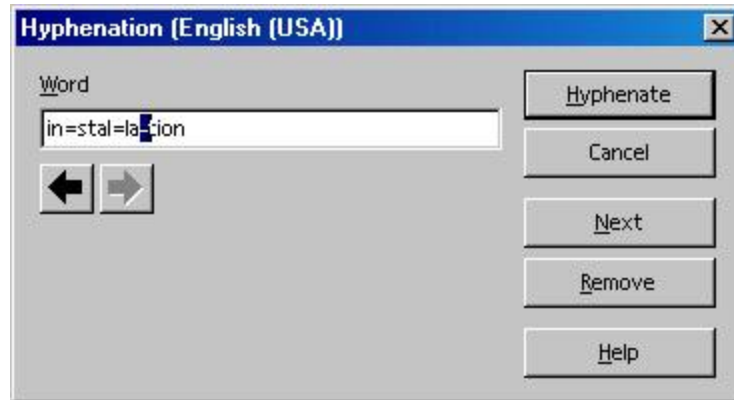 Hyphenation (English (USA))
Word
in=stal=la-tion
Hyphenate
Cancel
Next
Remove
Help